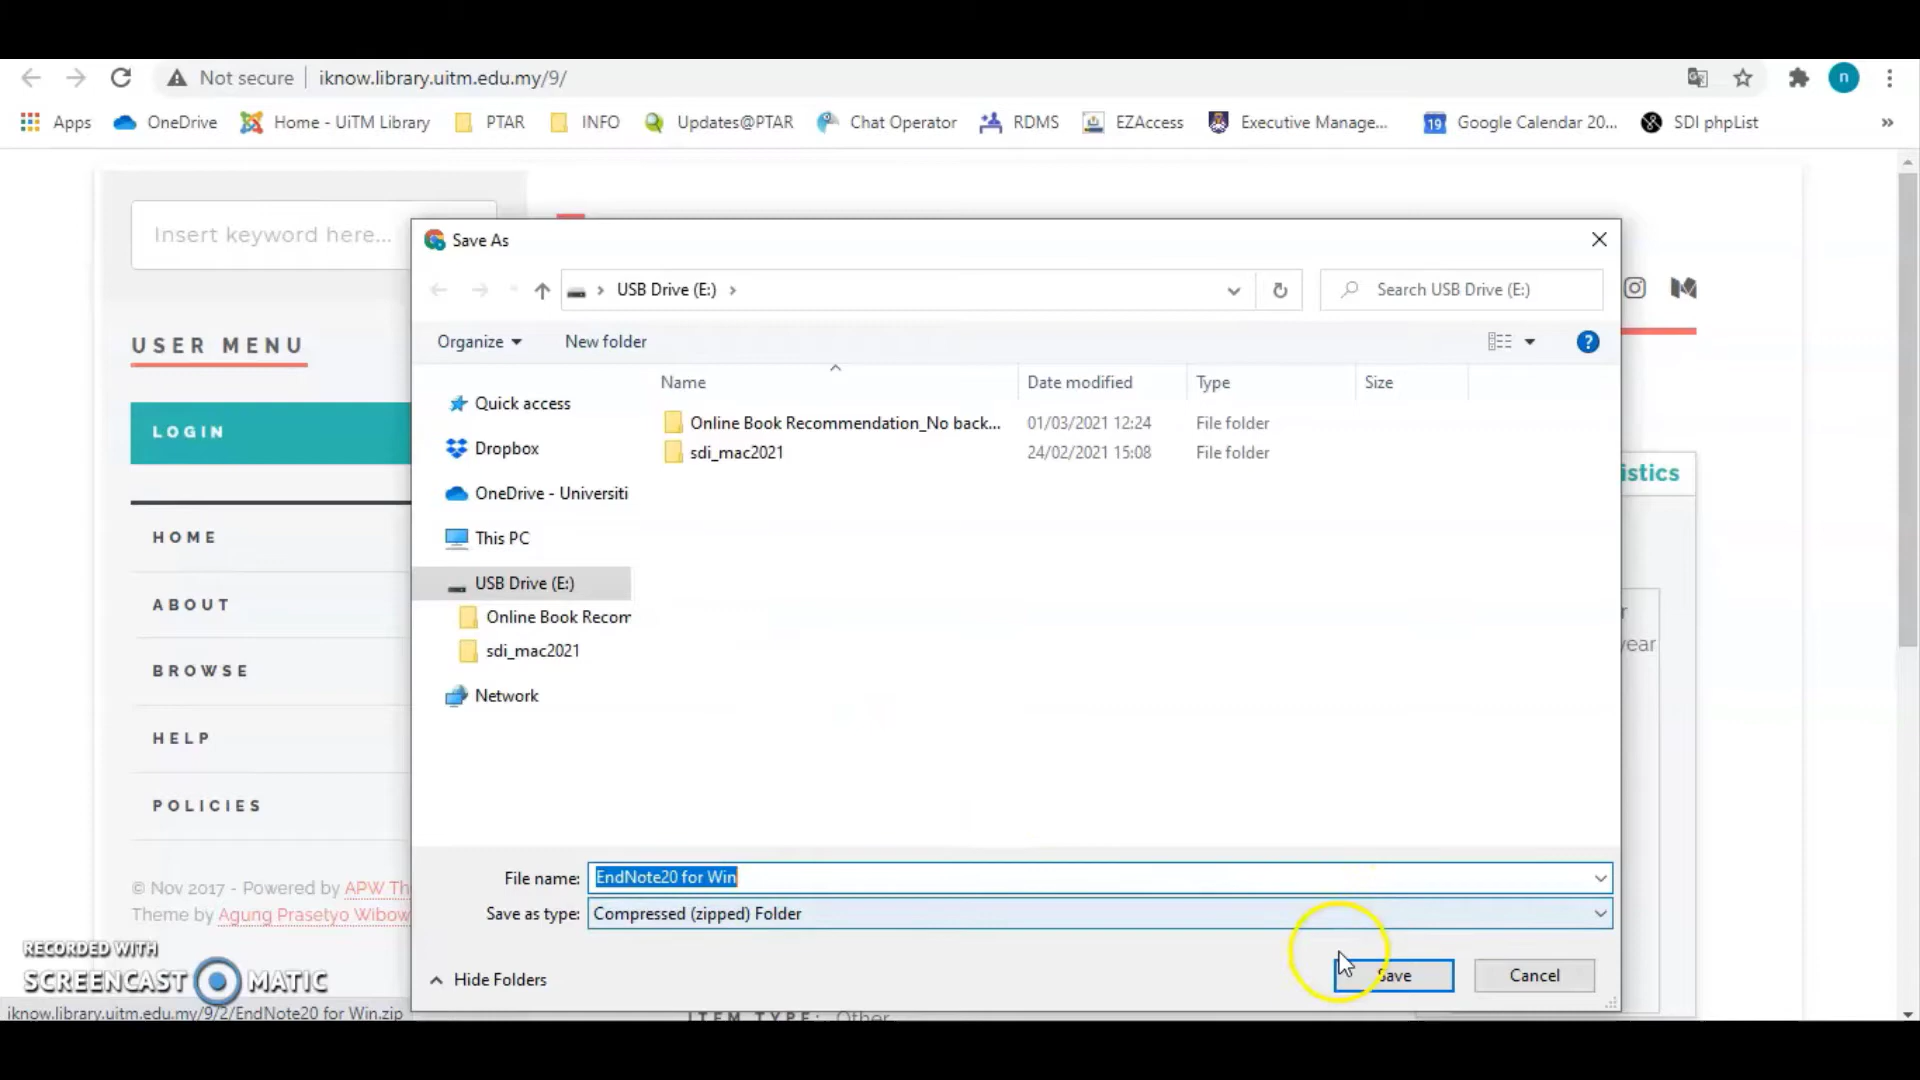 Not secure iknow.library.uitm.edu.my/9/
Apps OneDrive Home - UiTM Library PTAR INFO Updates@PTAR Chat Operator RDMS EZAccess Executive Manage... 19 Google Calendar 20... SDI phpList »
n
Insert keyword here...
USER MENU
LOGIN
HOME
ABOUT
BROWSE
HELP
POLICIES
© Nov 2017 - Powered by APW Th
Theme by Agung Prasetyo Wibow
RECORDED WITH
SCREENCAST MATIC
iknow.library.uitm.edu.my/9/2/EndNote20 for Win.zip
Save As
USB Drive (E:)
Search USB Drive (E:)
Organize New folder
?
Name Date modified Type Size
Online Book Recommendation_No back... 01/03/2021 12:24 File folder
sdi_mac2021 24/02/2021 15:08 File folder
Quick access
Dropbox
OneDrive - Universiti
This PC
USB Drive (E:)
Online Book Recom
sdi_mac2021
Network
File name: EndNote20 for Win
Save as type: Compressed (zipped) Folder
Hide Folders
Save Cancel
istics
r
year
ITEM TYPE: Other